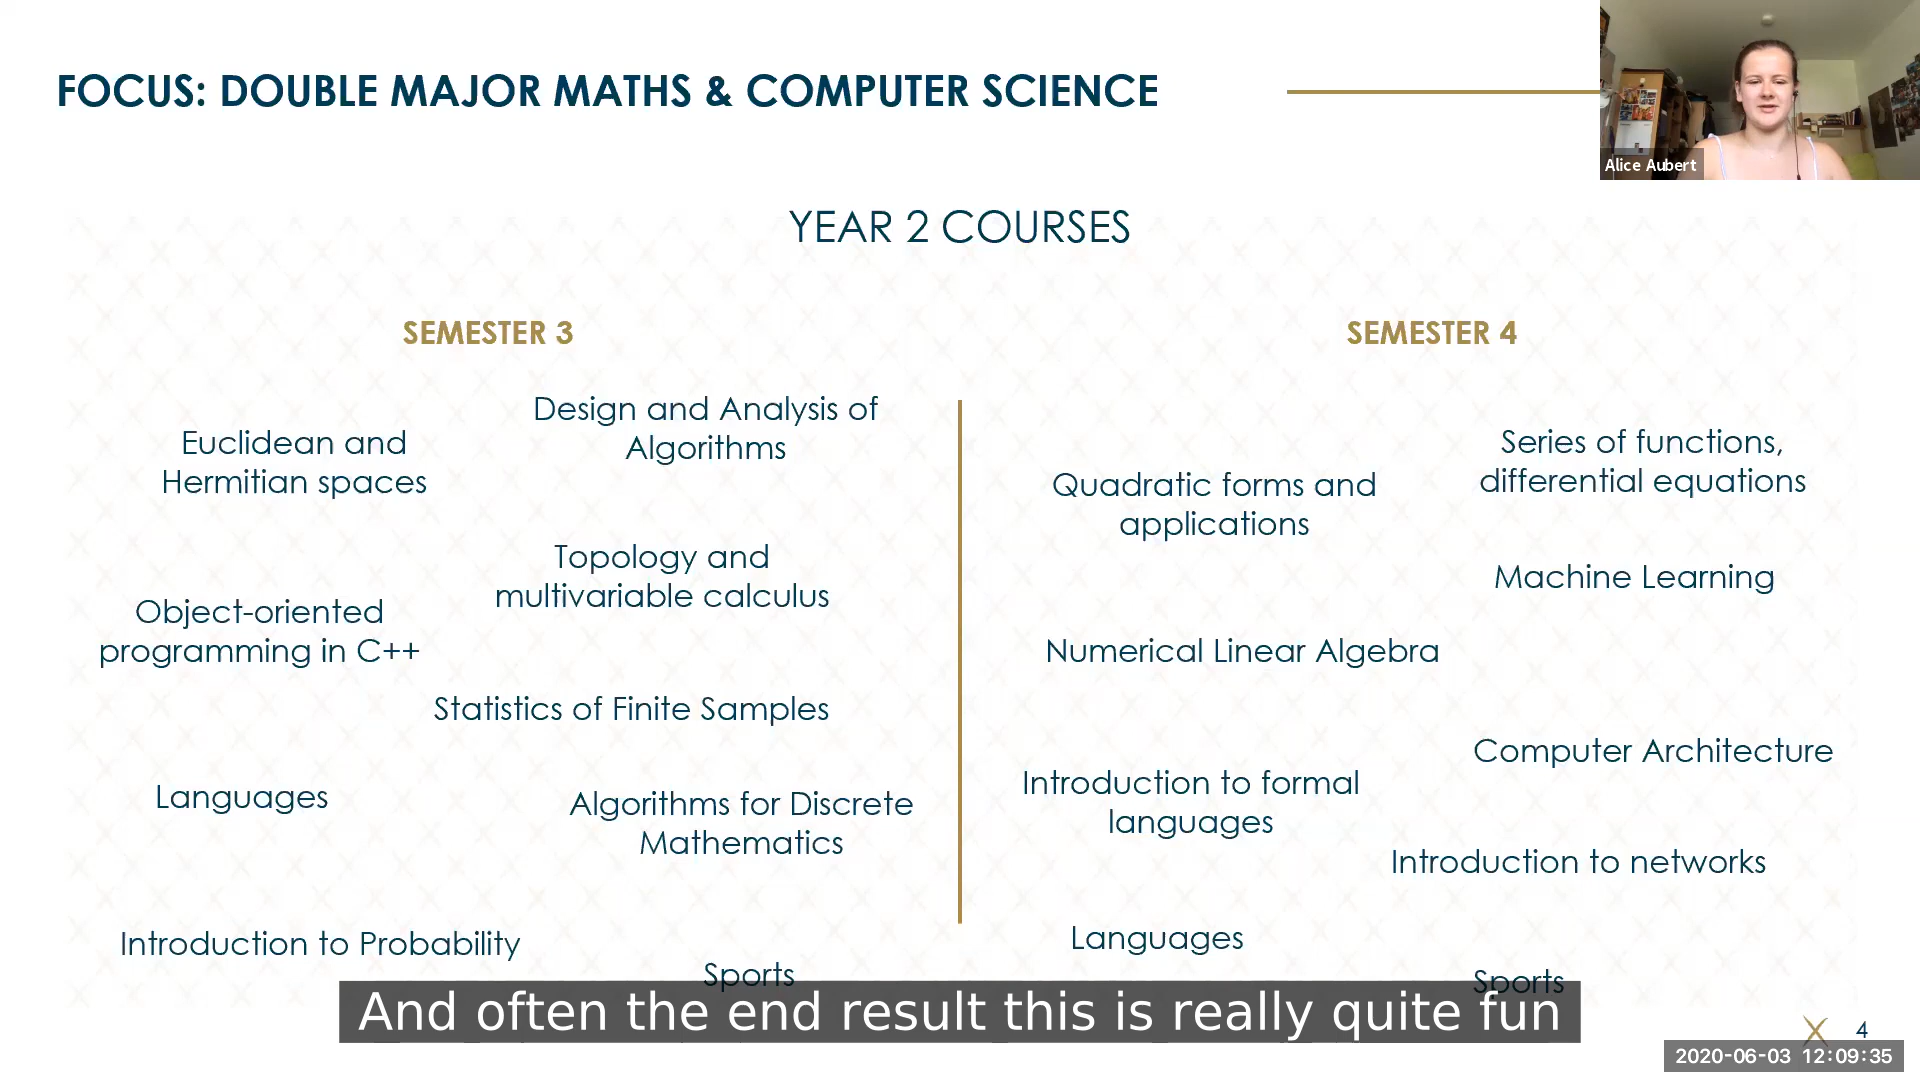 FOCUS: DOUBLE MAJOR MATHS & COMPUTER SCIENCE
Alice Aubert
YEAR 2 COURSES
SEMESTER 3
Design and Analysis of
Algorithms
Euclidean and
Hermitian spaces
Topology and
multivariable calculus
Object-oriented
programming in C++
Statistics of Finite Samples
Languages
Algorithms for Discrete
Mathematics
Introduction to Probability
Sports
SEMESTER 4
Series of functions,
differential equations
Quadratic forms and
applications
Machine Learning
Numerical Linear Algebra
Computer Architecture
Introduction to formal
languages
Introduction to networks
Languages
Sports
And often the end result this is really quite fun
4
2020-06-03 12:09:35